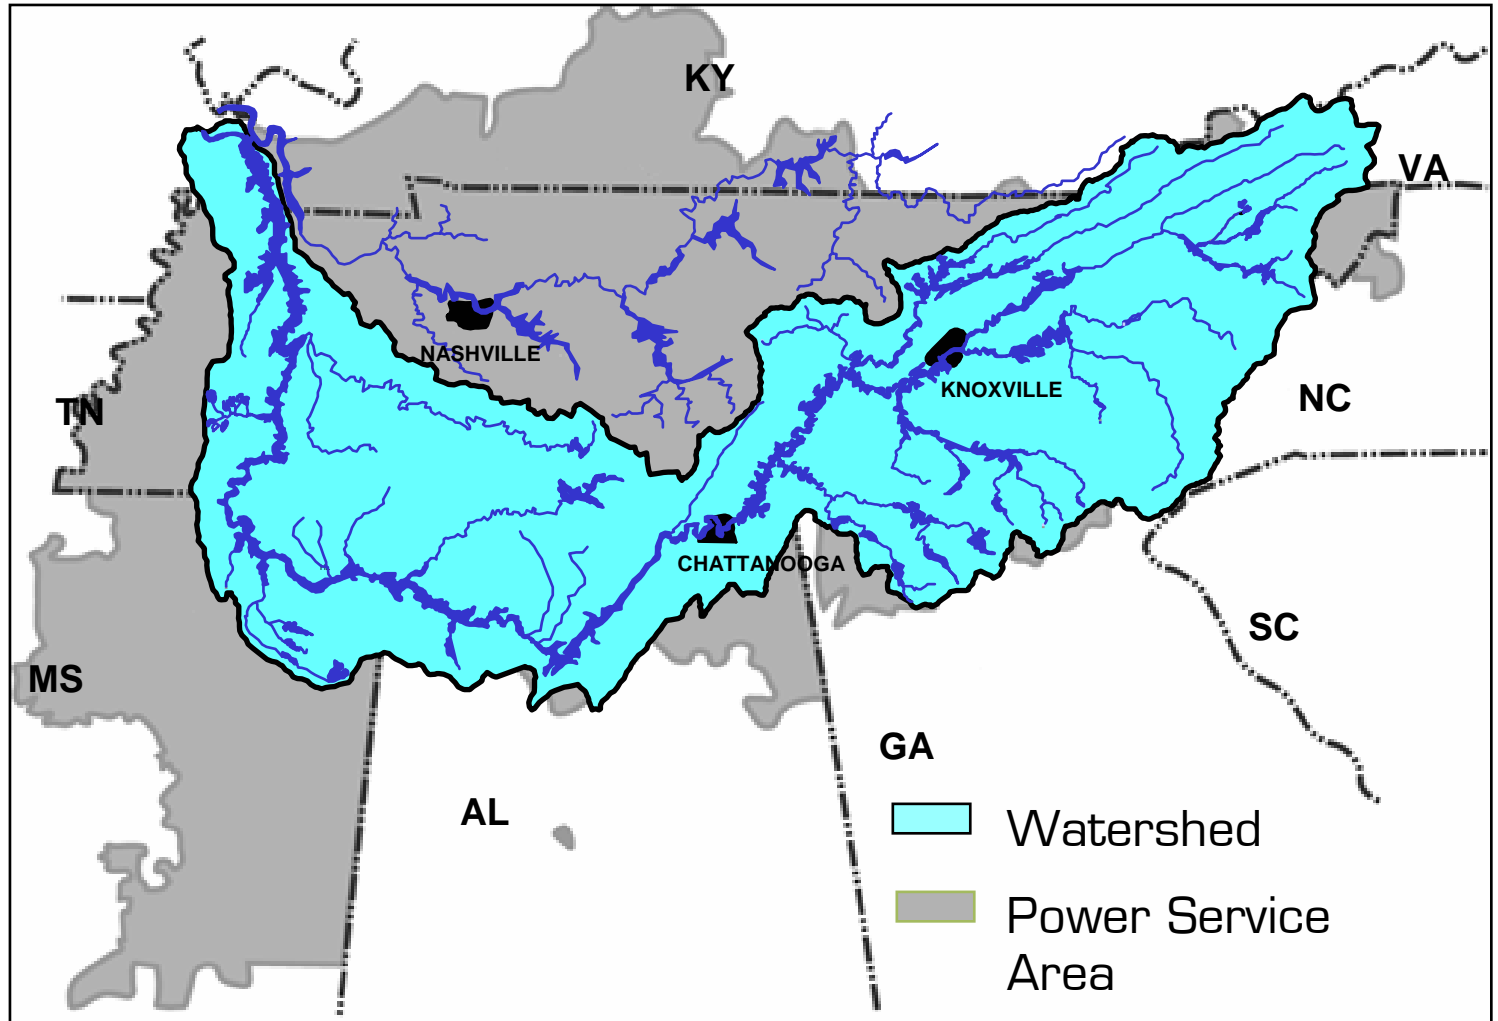 KY
VA
NASHVILLE
KNOXVILLE
TN
NC
CHATTANOOGA
SC
MS
GA
AL
Watershed
Power Service
Area